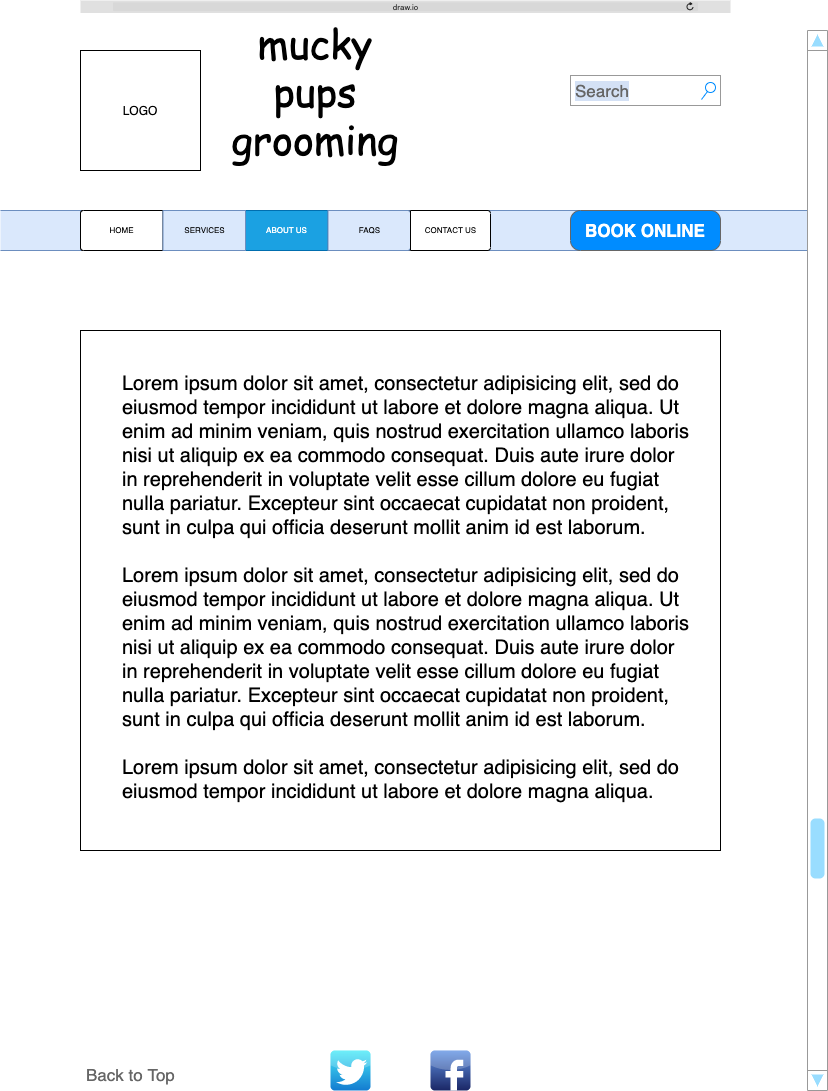 draw.io
mucky
pups
grooming
LOGO
Search
HOME
SERVICES
ABOUT US
FAQS
CONTACT US
BOOK ONLINE
Lorem ipsum dolor sit amet, consectetur adipisicing elit, sed do
eiusmod tempor incididunt ut labore et dolore magna aliqua. Ut
enim ad minim veniam, quis nostrud exercitation ullamco laboris
nisi ut aliquip ex ea commodo consequat. Duis aute irure dolor
in reprehenderit in voluptate velit esse cillum dolore eu fugiat
nulla pariatur. Excepteur sint occaecat cupidatat non proident,
sunt in culpa qui officia deserunt mollit anim id est laborum.
Lorem ipsum dolor sit amet, consectetur adipisicing elit, sed do
eiusmod tempor incididunt ut labore et dolore magna aliqua. Ut
enim ad minim veniam, quis nostrud exercitation ullamco laboris
nisi ut aliquip ex ea commodo consequat. Duis aute irure dolor
in reprehenderit in voluptate velit esse cillum dolore eu fugiat
nulla pariatur. Excepteur sint occaecat cupidatat non proident,
sunt in culpa qui officia deserunt mollit anim id est laborum.
Lorem ipsum dolor sit amet, consectetur adipisicing elit, sed do
eiusmod tempor incididunt ut labore et dolore magna aliqua.
Back to Top